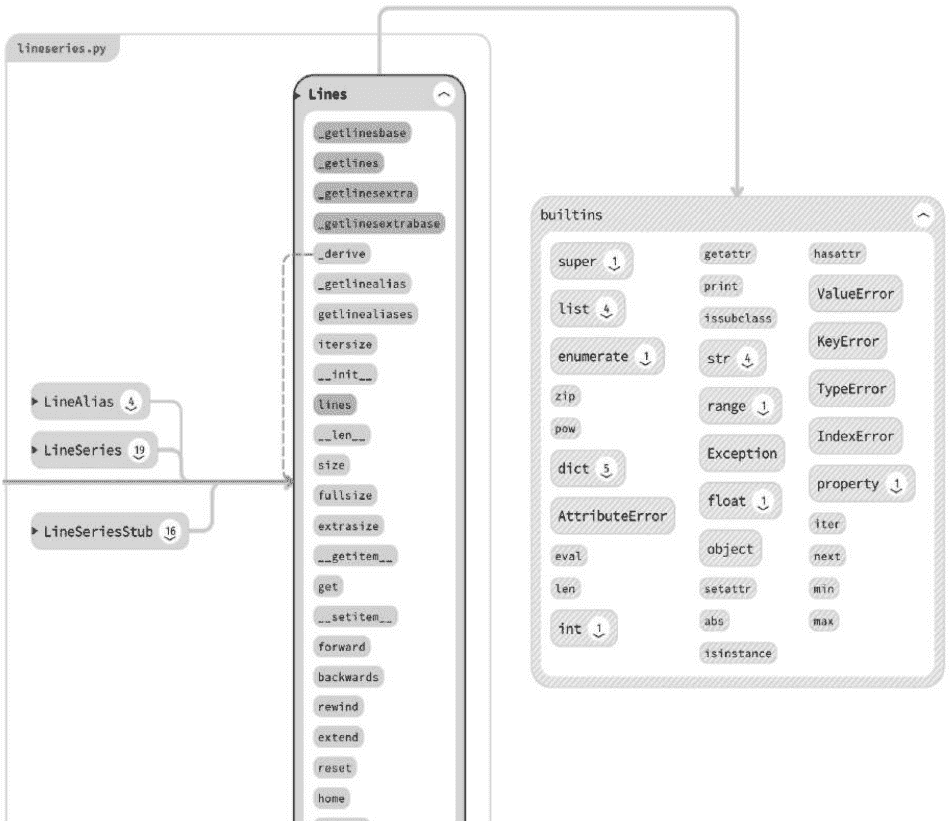 lineseries.py
Lines
_getlinesbase
_getlines
_getlinesextra
_getlinesextrabase
_derive
_getlinealias
getlinealiases
itersize
__init__
lines
__len__
size
fullsize
extrasize
__getitem__
get
__setitem__
forward
backwards
rewind
extend
reset
home
LineAlias 4
LineSeries 19
LineSeriesStub 16
builtins
super 1
list 4
enumerate 1
zip
pow
dict 5
AttributeError
eval
len
int 1
getattr
print
issubclass
str 4
range 1
Exception
float 1
object
setattr
abs
isinstance
hasattr
ValueError
KeyError
TypeError
IndexError
property 1
iter
next
min
max